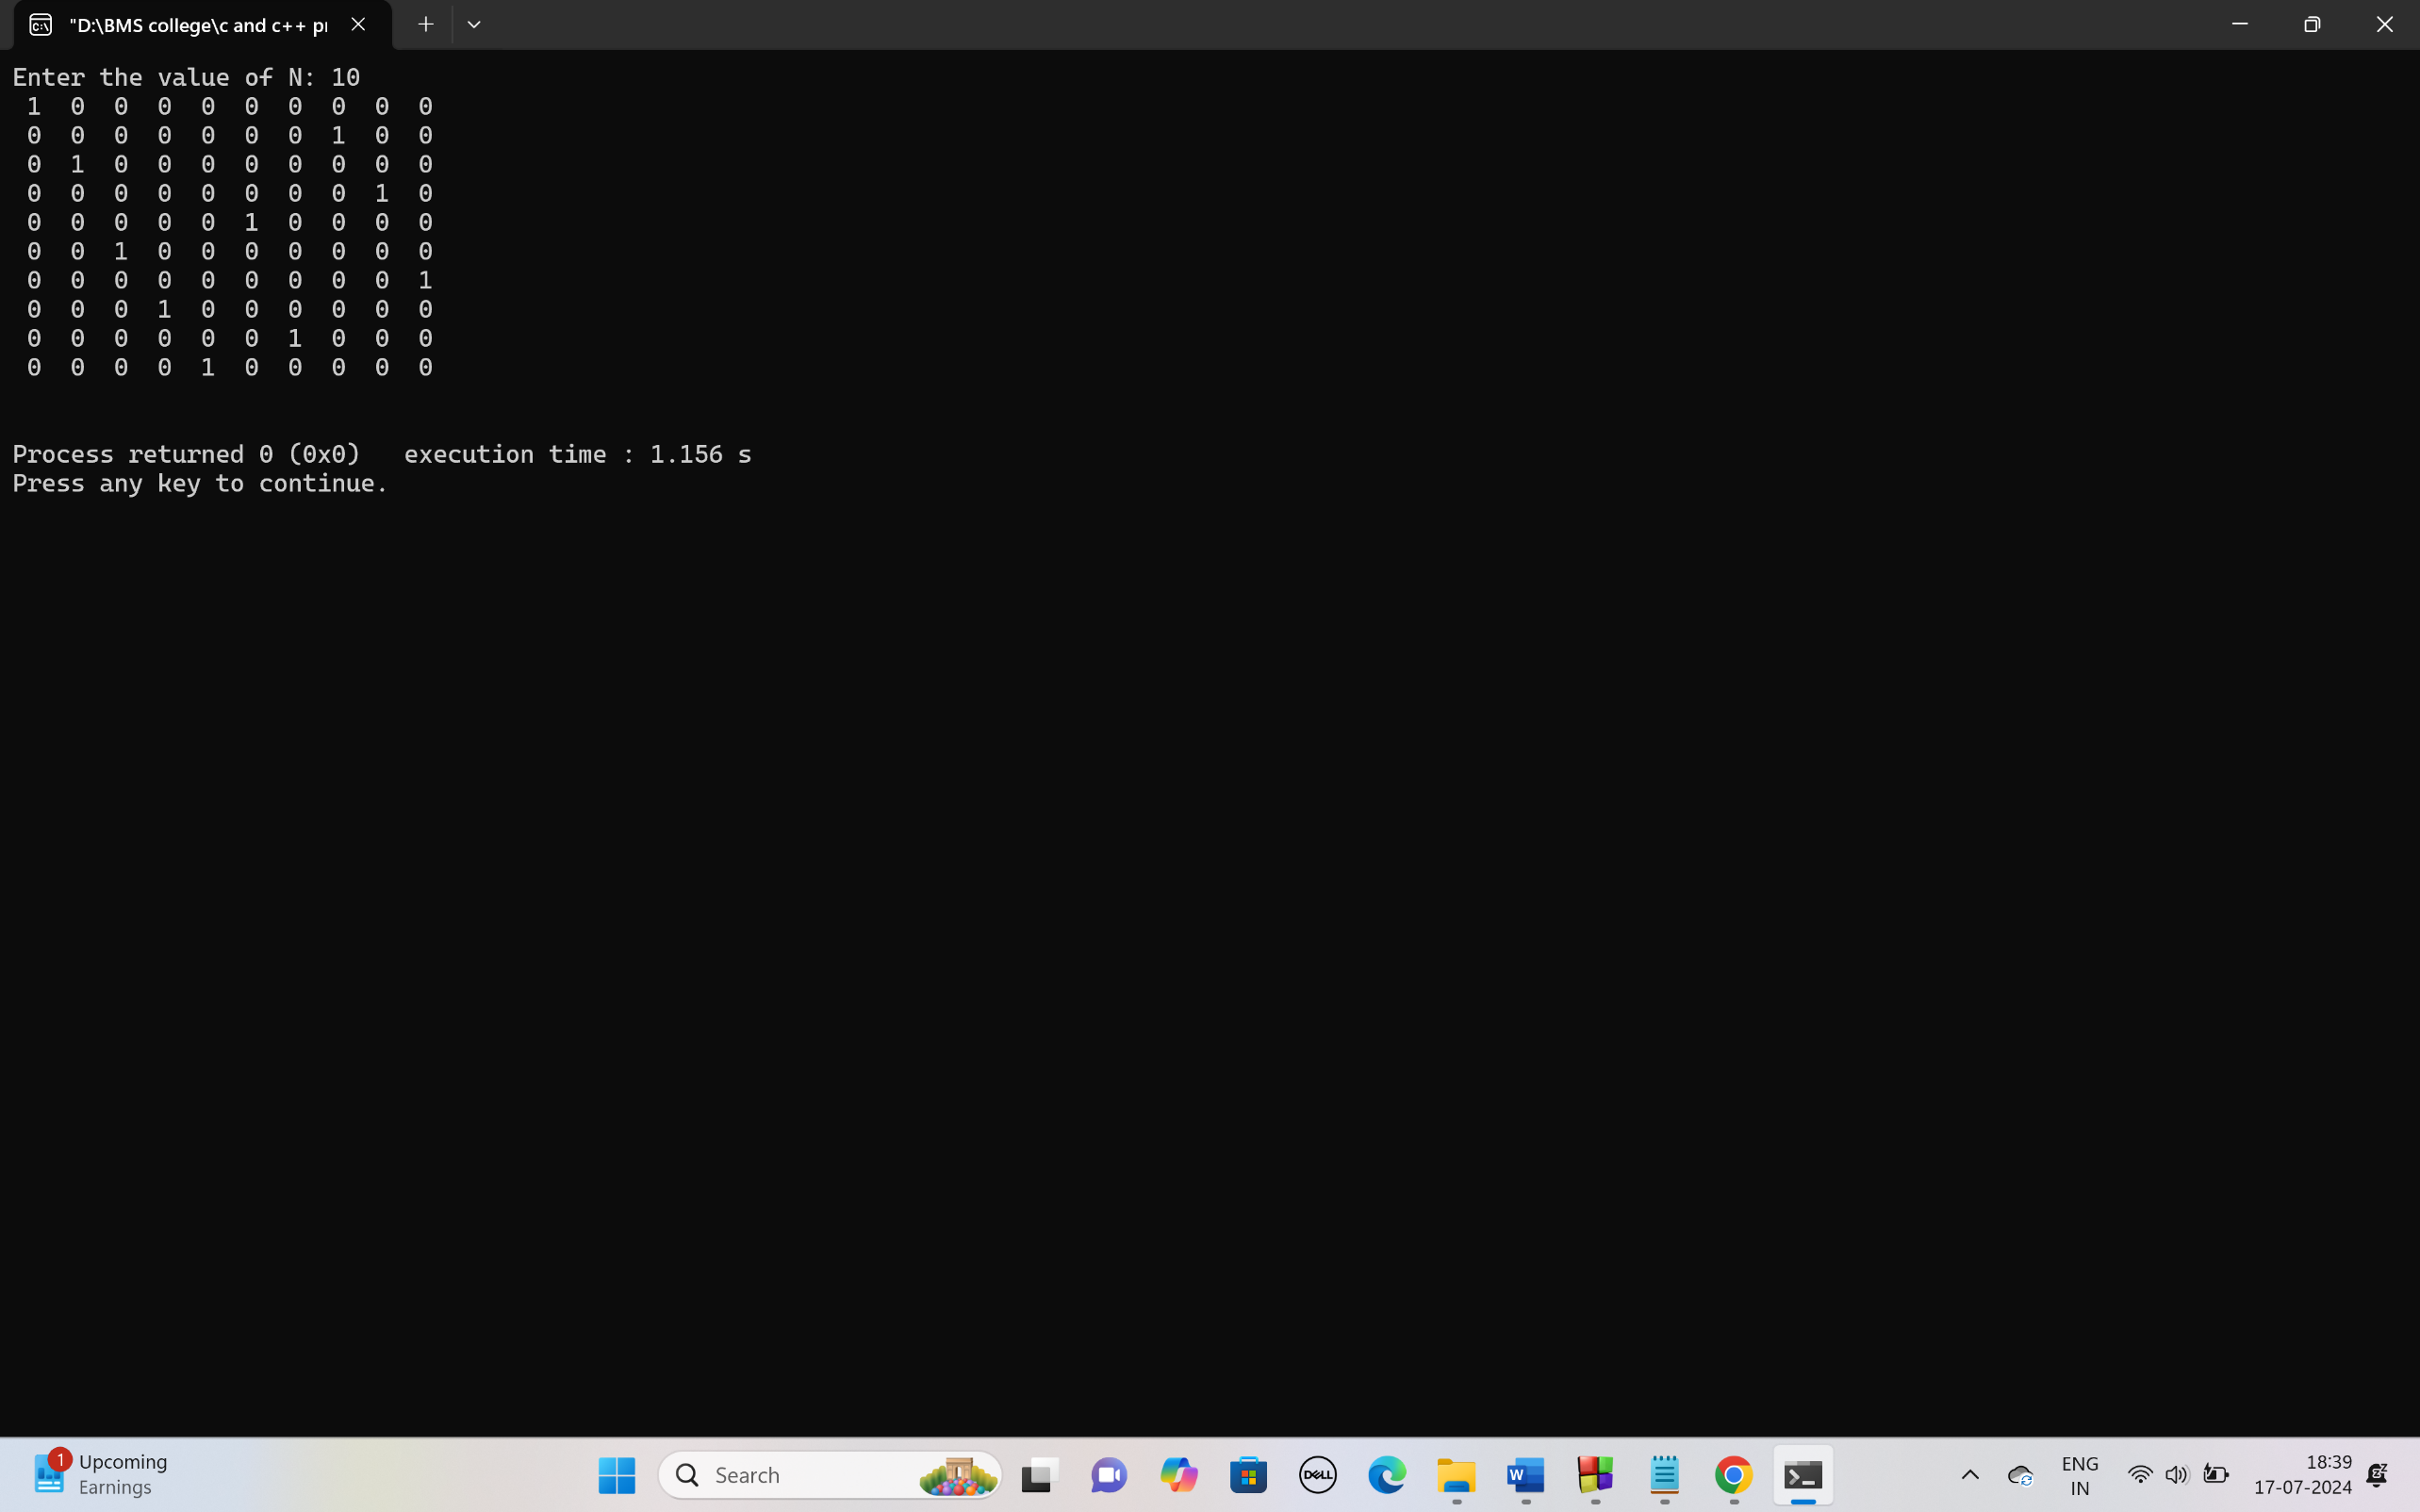 "D:\BMS college\c and c++ pr
Enter the value of N: 10
1 0 0 0 0 0 0 0 0 0
0 0 0 0 0 0 0 1 0 0
0 1 0 0 0 0 0 0 0 0
0 0 0 0 0 0 0 0 1 0
0 0 0 0 0 1 0 0 0 0
0 0 1 0 0 0 0 0 0 0
0 0 0 0 0 0 0 0 0 1
0 0 0 1 0 0 0 0 0 0
0 0 0 0 0 0 1 0 0 0
0 0 0 0 1 0 0 0 0 0
Process returned 0 (0x0)   execution time : 1.156 s
Press any key to continue.
1
Upcoming
Earnings
Search
DELL
W
ENG
IN
18:39
17-07-2024